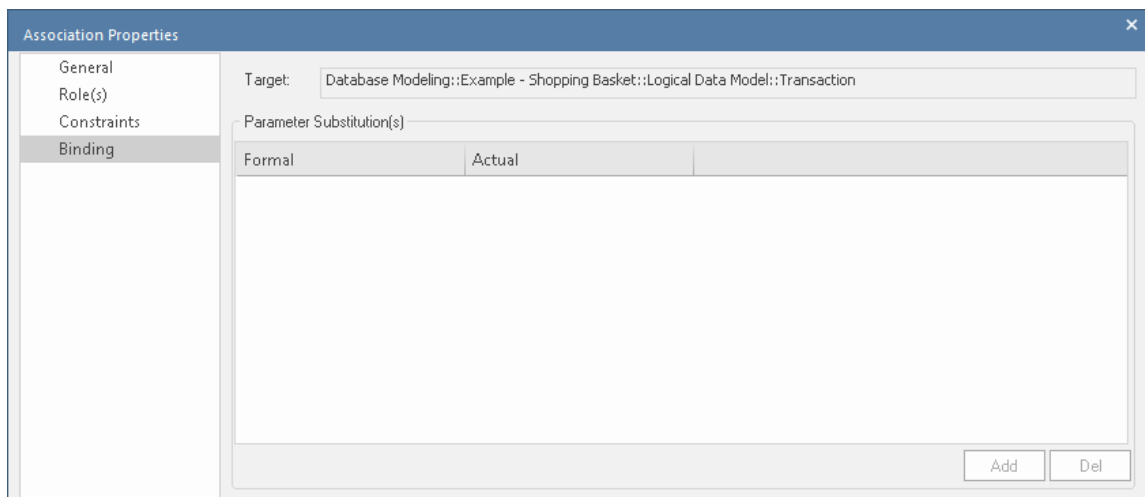 Association Properties
General
Role(s)
Constraints
Binding
Target: Database Modeling::Example - Shopping Basket::Logical Data Model::Transaction
Parameter Substitution(s)
Formal Actual
Add Del